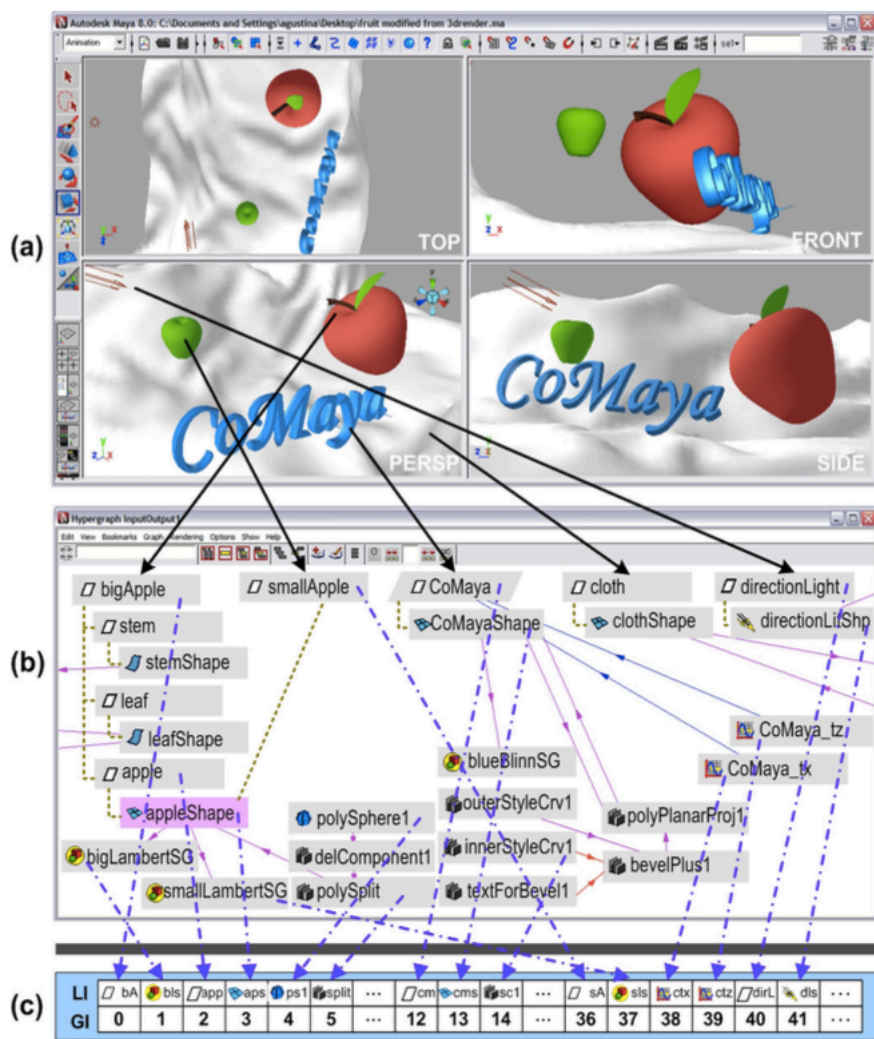 (a)
Autodesk Maya 8.0: C:\Documents and Settings\agustina\Desktop\fruit modified from 3drender.ma
Animation
sel
TOP
FRONT
CoMaya
PERSP
CoMaya
SIDE
(b)
Hypergraph InputOutput1
Edit View Bookmarks Graph Rendering Options Show Help
bigApple smallApple CoMaya cloth directionLight
stem CoMayaShape clothShape directionLitShp
stemShape
leaf
leafShape CoMaya_tz
apple blueBlinnSG CoMaya_tx
appleShape polySphere1 outerStyleCrv1 polyPlanarProj1
bigLambertSG delComponent1 innerStyleCrv1 bevelPlus1
smallLambertSG polySplit textForBevel1
(c)
LI bA bls app aps ps1 split ... cm cms sc1 ... sA sls ctx ctz dirL dls ...
GI 0 1 2 3 4 5 ... 12 13 14 ... 36 37 38 39 40 41 ...